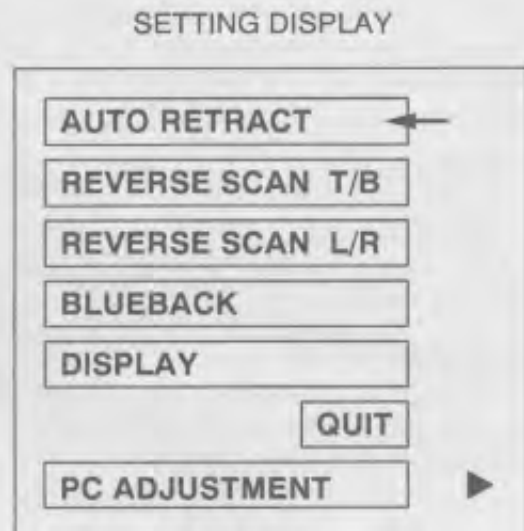 SETTING DISPLAY
AUTO RETRACT
REVERSE SCAN T/B
REVERSE SCAN L/R
BLUEBACK
DISPLAY
QUIT
PC ADJUSTMENT